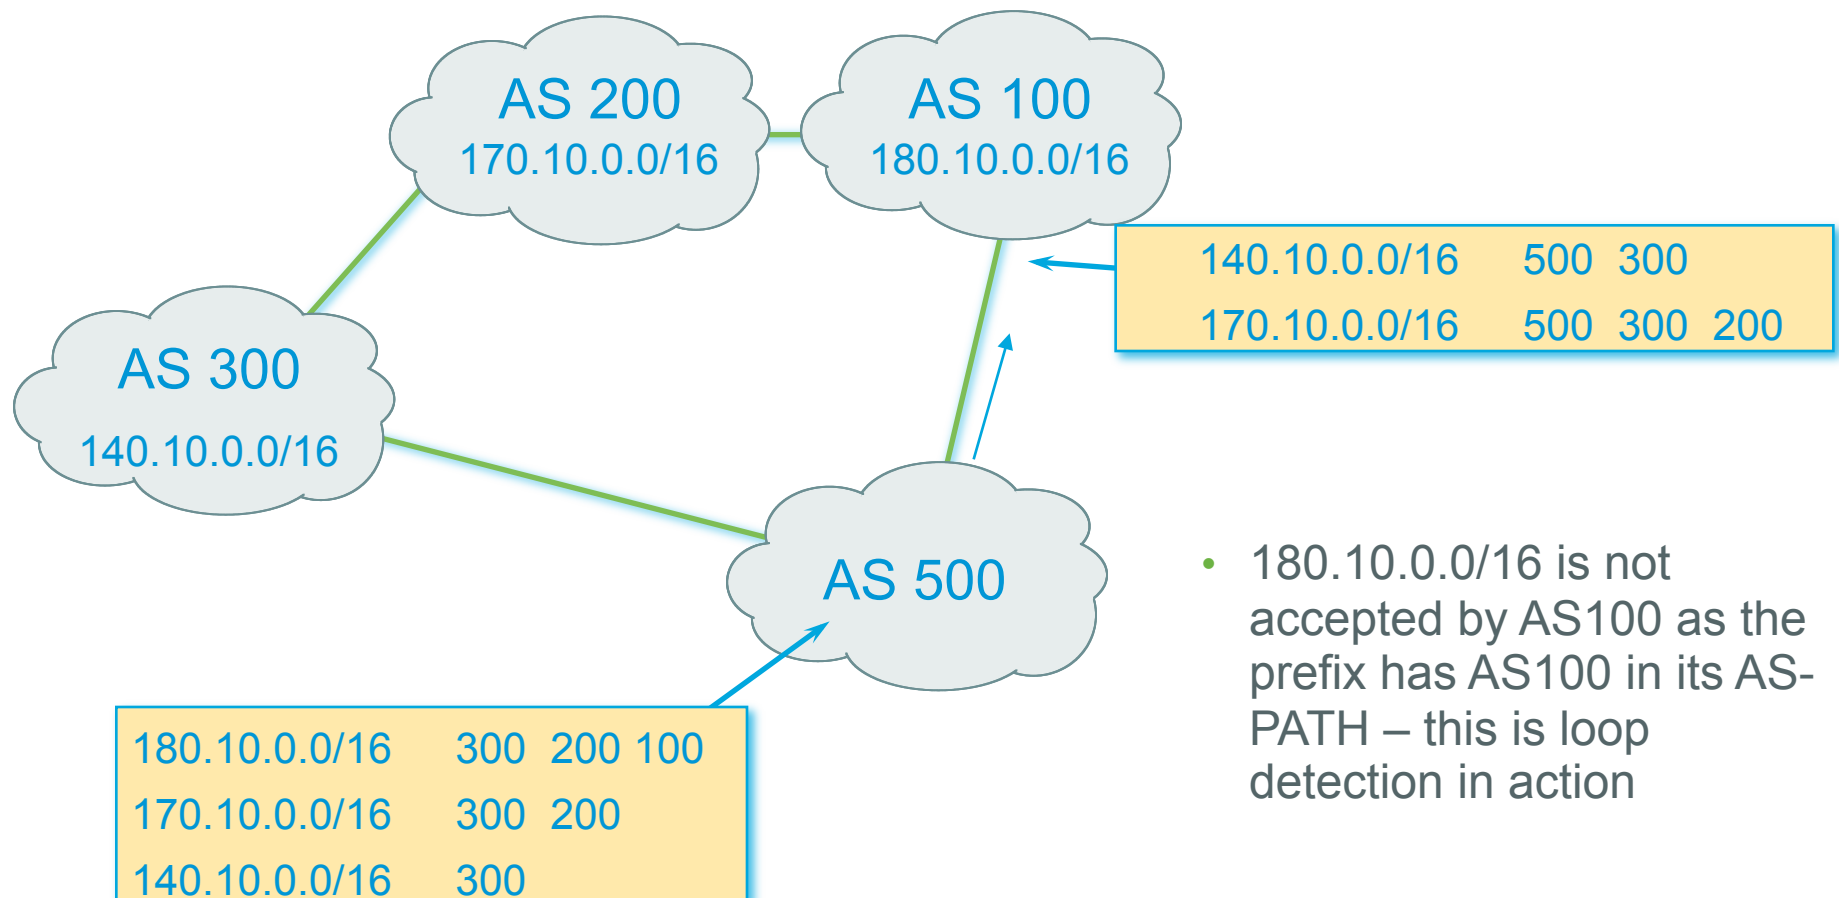 AS 200
170.10.0.0/16
AS 100
180.10.0.0/16
140.10.0.0/16 500 300
170.10.0.0/16 500 300 200
AS 300
140.10.0.0/16
AS 500
• 180.10.0.0/16 is not
accepted by AS100 as the
prefix has AS100 in its AS-
PATH – this is loop
detection in action
180.10.0.0/16 300 200 100
170.10.0.0/16 300 200
140.10.0.0/16 300